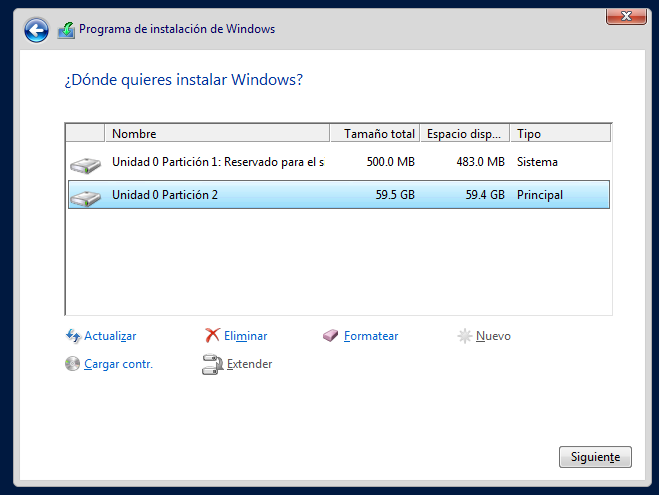 Programa de instalación de Windows
¿Dónde quieres instalar Windows?
Nombre Tamaño total Espacio disp... Tipo
Unidad 0 Partición 1: Reservado para el s 500.0 MB 483.0 MB Sistema
Unidad 0 Partición 2 59.5 GB 59.4 GB Principal
Actualizar Eliminar Formatear Nuevo
Cargar contr. Extender
Siguiente